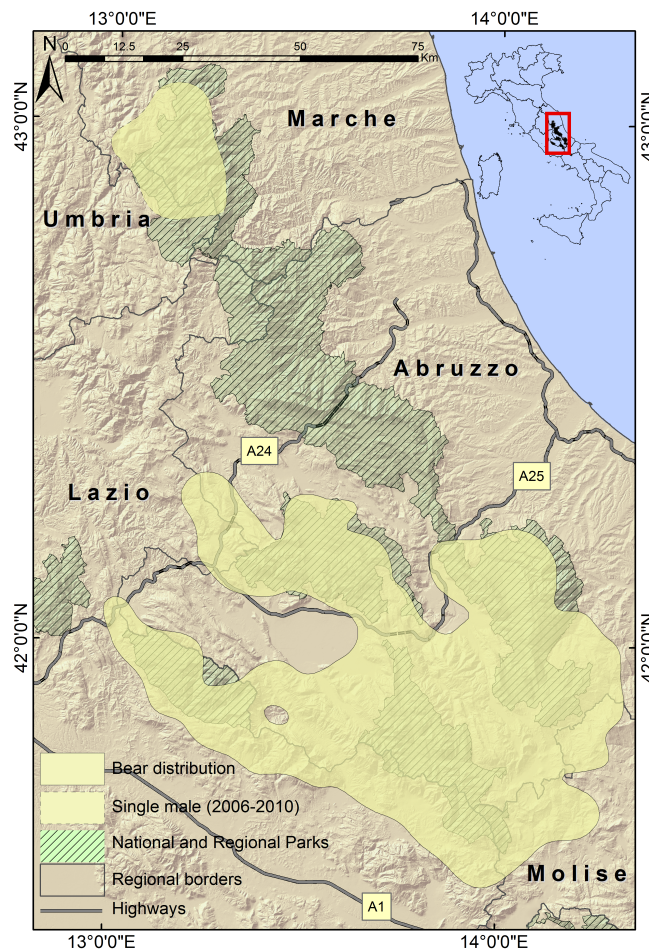 13°0'0"E 14°0'0"E
N
0 12.5 25 50 75
Km
43°0'0"N
43°0'0"N
Marche
Umbria
Abruzzo
A24
Lazio
A25
42°0'0"N
42°0'0"N
Bear distribution
Single male (2006-2010)
National and Regional Parks
Molise
Regional borders
Highways
A1
13°0'0"E 14°0'0"E